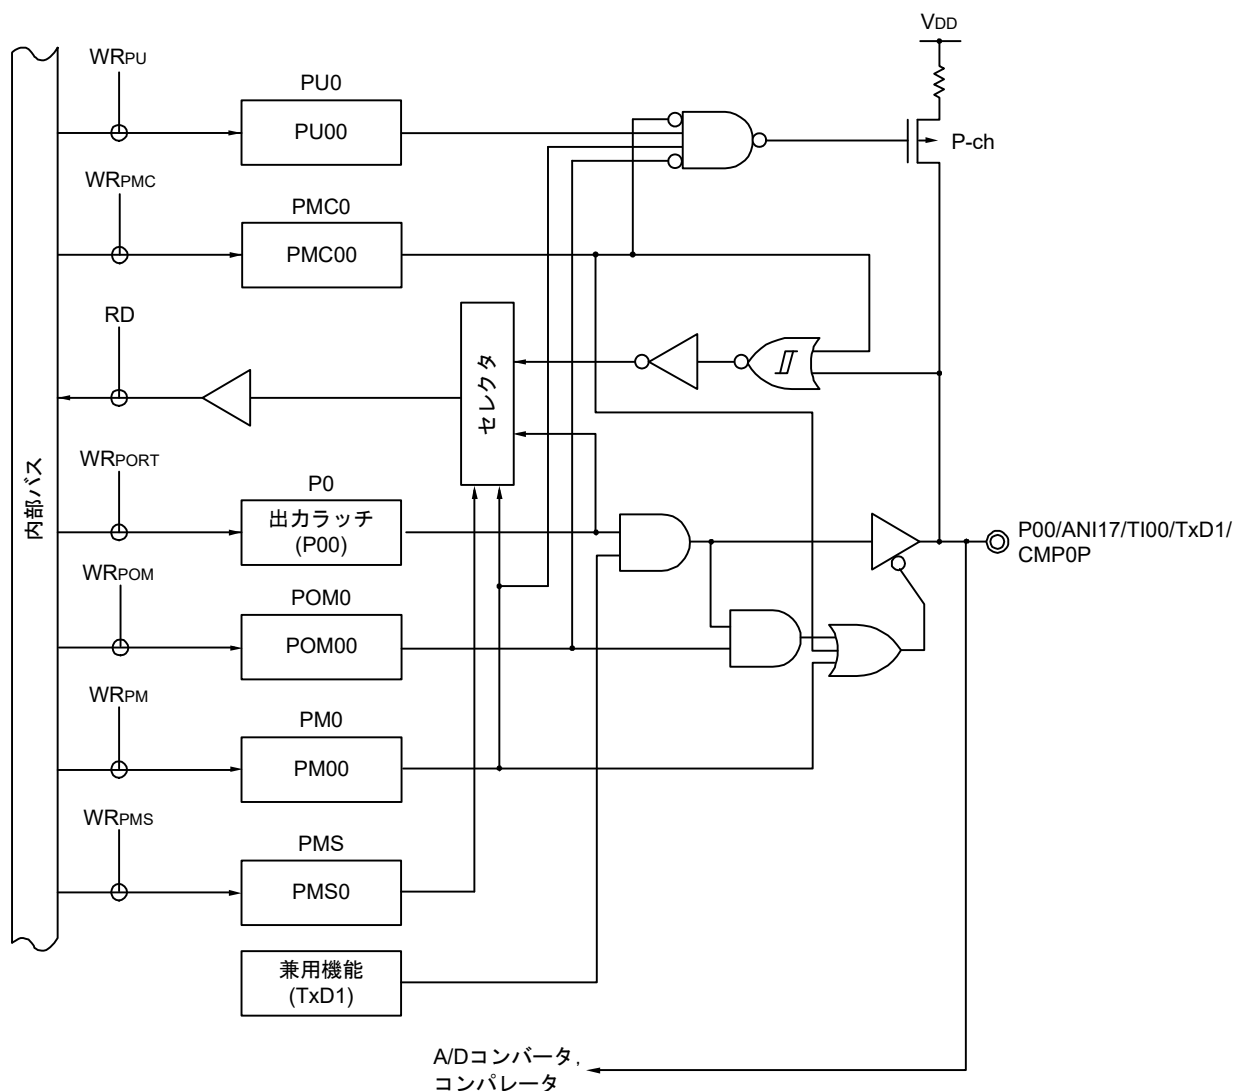 VDD
WRPU
PU0
PU00
P-ch
WRPMC
PMC0
PMC00
RD
セレクタ
内部バス
WRPORT
P0
出力ラッチ
(P00)
P00/ANI17/TI00/TxD1/
CMP0P
WRPOM
POM0
POM00
WRPM
PM0
PM00
WRPMS
PMS
PMS0
兼用機能
(TxD1)
A/Dコンバータ,
コンパレータ